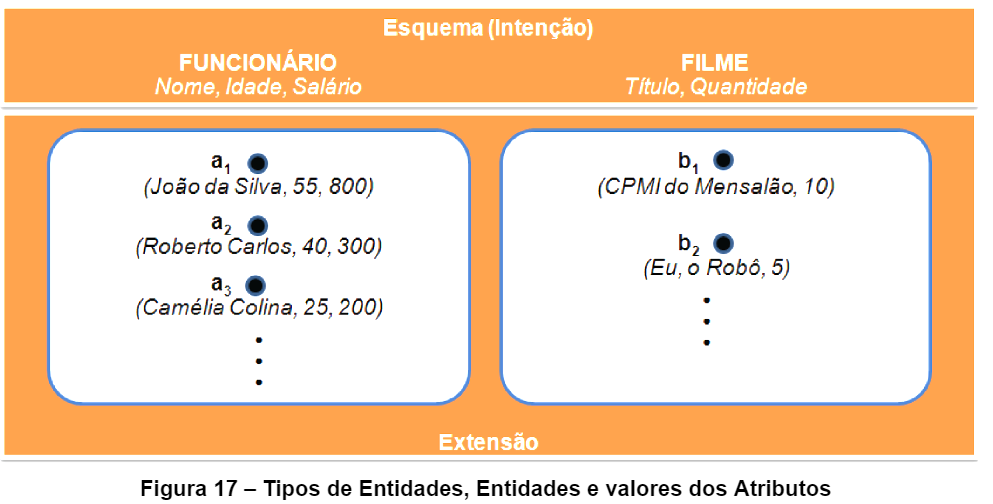 Esquema (Intenção)
FUNCIONÁRIO
Nome, Idade, Salário
FILME
Título, Quantidade
a1
(João da Silva, 55, 800)
a2
(Roberto Carlos, 40, 300)
a3
(Camélia Colina, 25, 200)
b1
(CPMI do Mensalão, 10)
b2
(Eu, o Robô, 5)
Extensão
Figura 17 – Tipos de Entidades, Entidades e valores dos Atributos